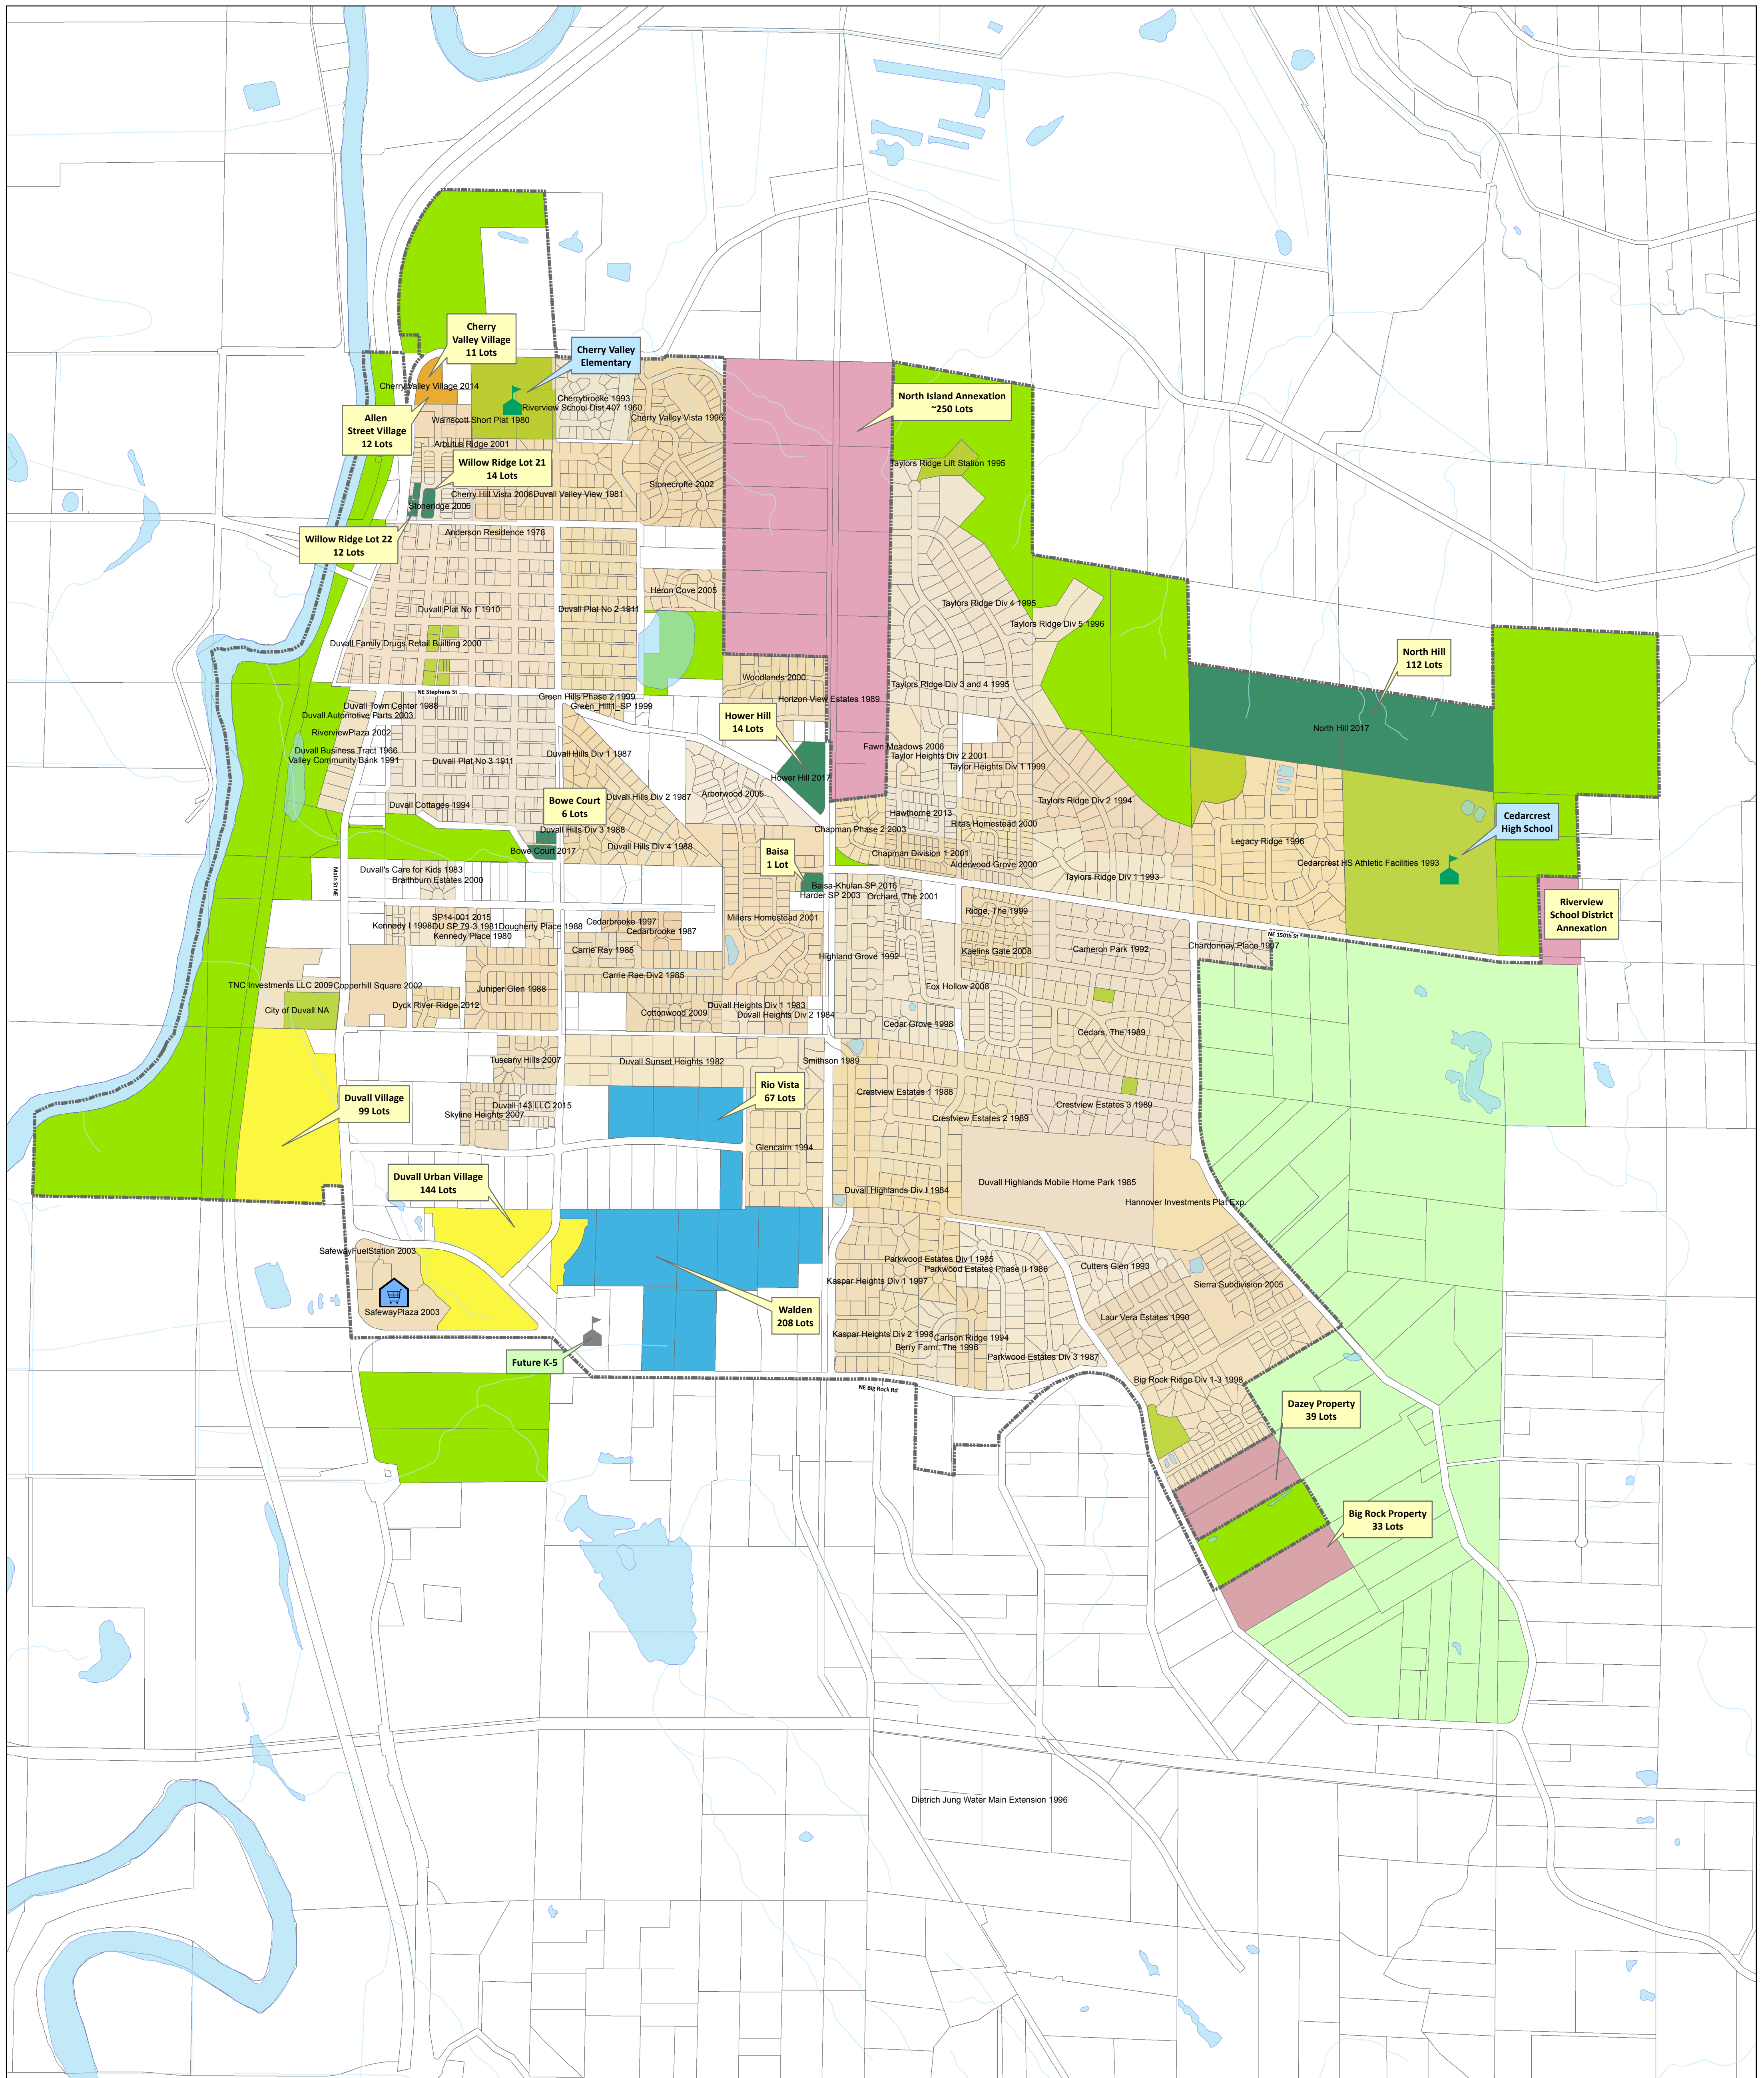 Cherry
Valley Village
11 Lots
Cherry Valley
Elementary
Cherry Valley Village 2014
Cherrybrooke 1993
Riverview School Dist 407 1960
Cherry Valley Vista 1996
Wainscott Short Plat 1980
North Island Annexation
~250 Lots
Allen
Street Village
12 Lots
Arbutus Ridge 2001
Willow Ridge Lot 21
14 Lots
Taylors Ridge Lift Station 1995
Stonecrofte 2002
Cherry Hill Vista 2006
Duvall Valley View 1981
Stoneridge 2006
Anderson Residence 1978
Willow Ridge Lot 22
12 Lots
Heron Cove 2005
Duvall Plat No 1 1910
Duvall Plat No 2 1911
Taylors Ridge Div 4 1995
Taylors Ridge Div 5 1996
Duvall Family Drugs Retail Builting 2000
North Hill
112 Lots
Woodlands 2000
Taylors Ridge Div 3 and 4 1995
NE Stephens St
Green Hills Phase 2 1999
Green_Hill1_SP 1999
Horizon View Estates 1989
Duvall Town Center 1988
Duvall Automotive Parts 2003
RiverviewPlaza 2002
Hower Hill
14 Lots
North Hill 2017
Duvall Business Tract 1966
Valley Community Bank 1991
Duvall Plat No 3 1911
Duvall Hills Div 1 1987
Fawn Meadows 2006
Taylor Heights Div 2 2001
Taylor Heights Div 1 1999
Hower Hill 2017
Arborwood 2005
Duvall Cottages 1994
Bowe Court
6 Lots
Duvall Hills Div 2 1987
Taylors Ridge Div 2 1994
Hawthorne 2013
Ritas Homestead 2000
Cedarcrest
High School
Duvall Hills Div 3 1988
Chapman Phase 2 2003
Duvall Hills Div 4 1988
Bowe Court 2017
Baisa
1 Lot
Chapman Division 1 2001
Alderwood Grove 2000
Legacy Ridge 1996
Cedarcrest HS Athletic Facilities 1993
Main St NE
Duvall's Care for Kids 1983
Braithburn Estates 2000
Taylors Ridge Div 1 1993
Baisa-Khulan SP 2016
Harder SP 2003
Orchard, The 2001
Riverview
School District
Annexation
SP14-001 2015
Kennedy I 1998
DU SP 79-3 1981
Dougherty Place 1988
Kennedy Place 1980
Cedarbrooke 1997
Cedarbrooke 1987
Millers Homestead 2001
Ridge, The 1999
NE 150th St
Carrie Ray 1985
Highland Grove 1992
Kaelins Gate 2008
Cameron Park 1992
Chardonnay Place 1997
Carrie Rae Div2 1985
TNC Investments LLC 2009
Copperhill Square 2002
Juniper Glen 1988
Fox Hollow 2008
City of Duvall NA
Dyck River Ridge 2012
Cottonwood 2009
Duvall Heights Div 1 1983
Duvall Heights Div 2 1984
Cedar Grove 1998
Cedars, The 1989
Tuscany Hills 2007
Duvall Sunset Heights 1982
Smithson 1989
Duvall Village
99 Lots
Rio Vista
67 Lots
Crestview Estates 1 1988
Duvall 143 LLC 2015
Skyline Heights 2007
Crestview Estates 2 1989
Crestview Estates 3 1989
Glencairn 1994
Duvall Urban Village
144 Lots
Duvall Highlands Div I 1984
Duvall Highlands Mobile Home Park 1985
Hannover Investments Plat Exp.
SafewayFuelStation 2003
Parkwood Estates Div I 1985
Parkwood Estates Phase II 1986
Cutters Glen 1993
Kaspar Heights Div 1 1997
Sierra Subdivision 2005
SafewayPlaza 2003
Walden
208 Lots
Laur Vera Estates 1990
Kaspar Heights Div 2 1998
Carlson Ridge 1994
Berry Farm, The 1996
Parkwood Estates Div 3 1987
Future K-5
NE Big Rock Rd
Big Rock Ridge Div 1-3 1998
Dazey Property
39 Lots
Big Rock Property
33 Lots
Dietrich Jung Water Main Extension 1996